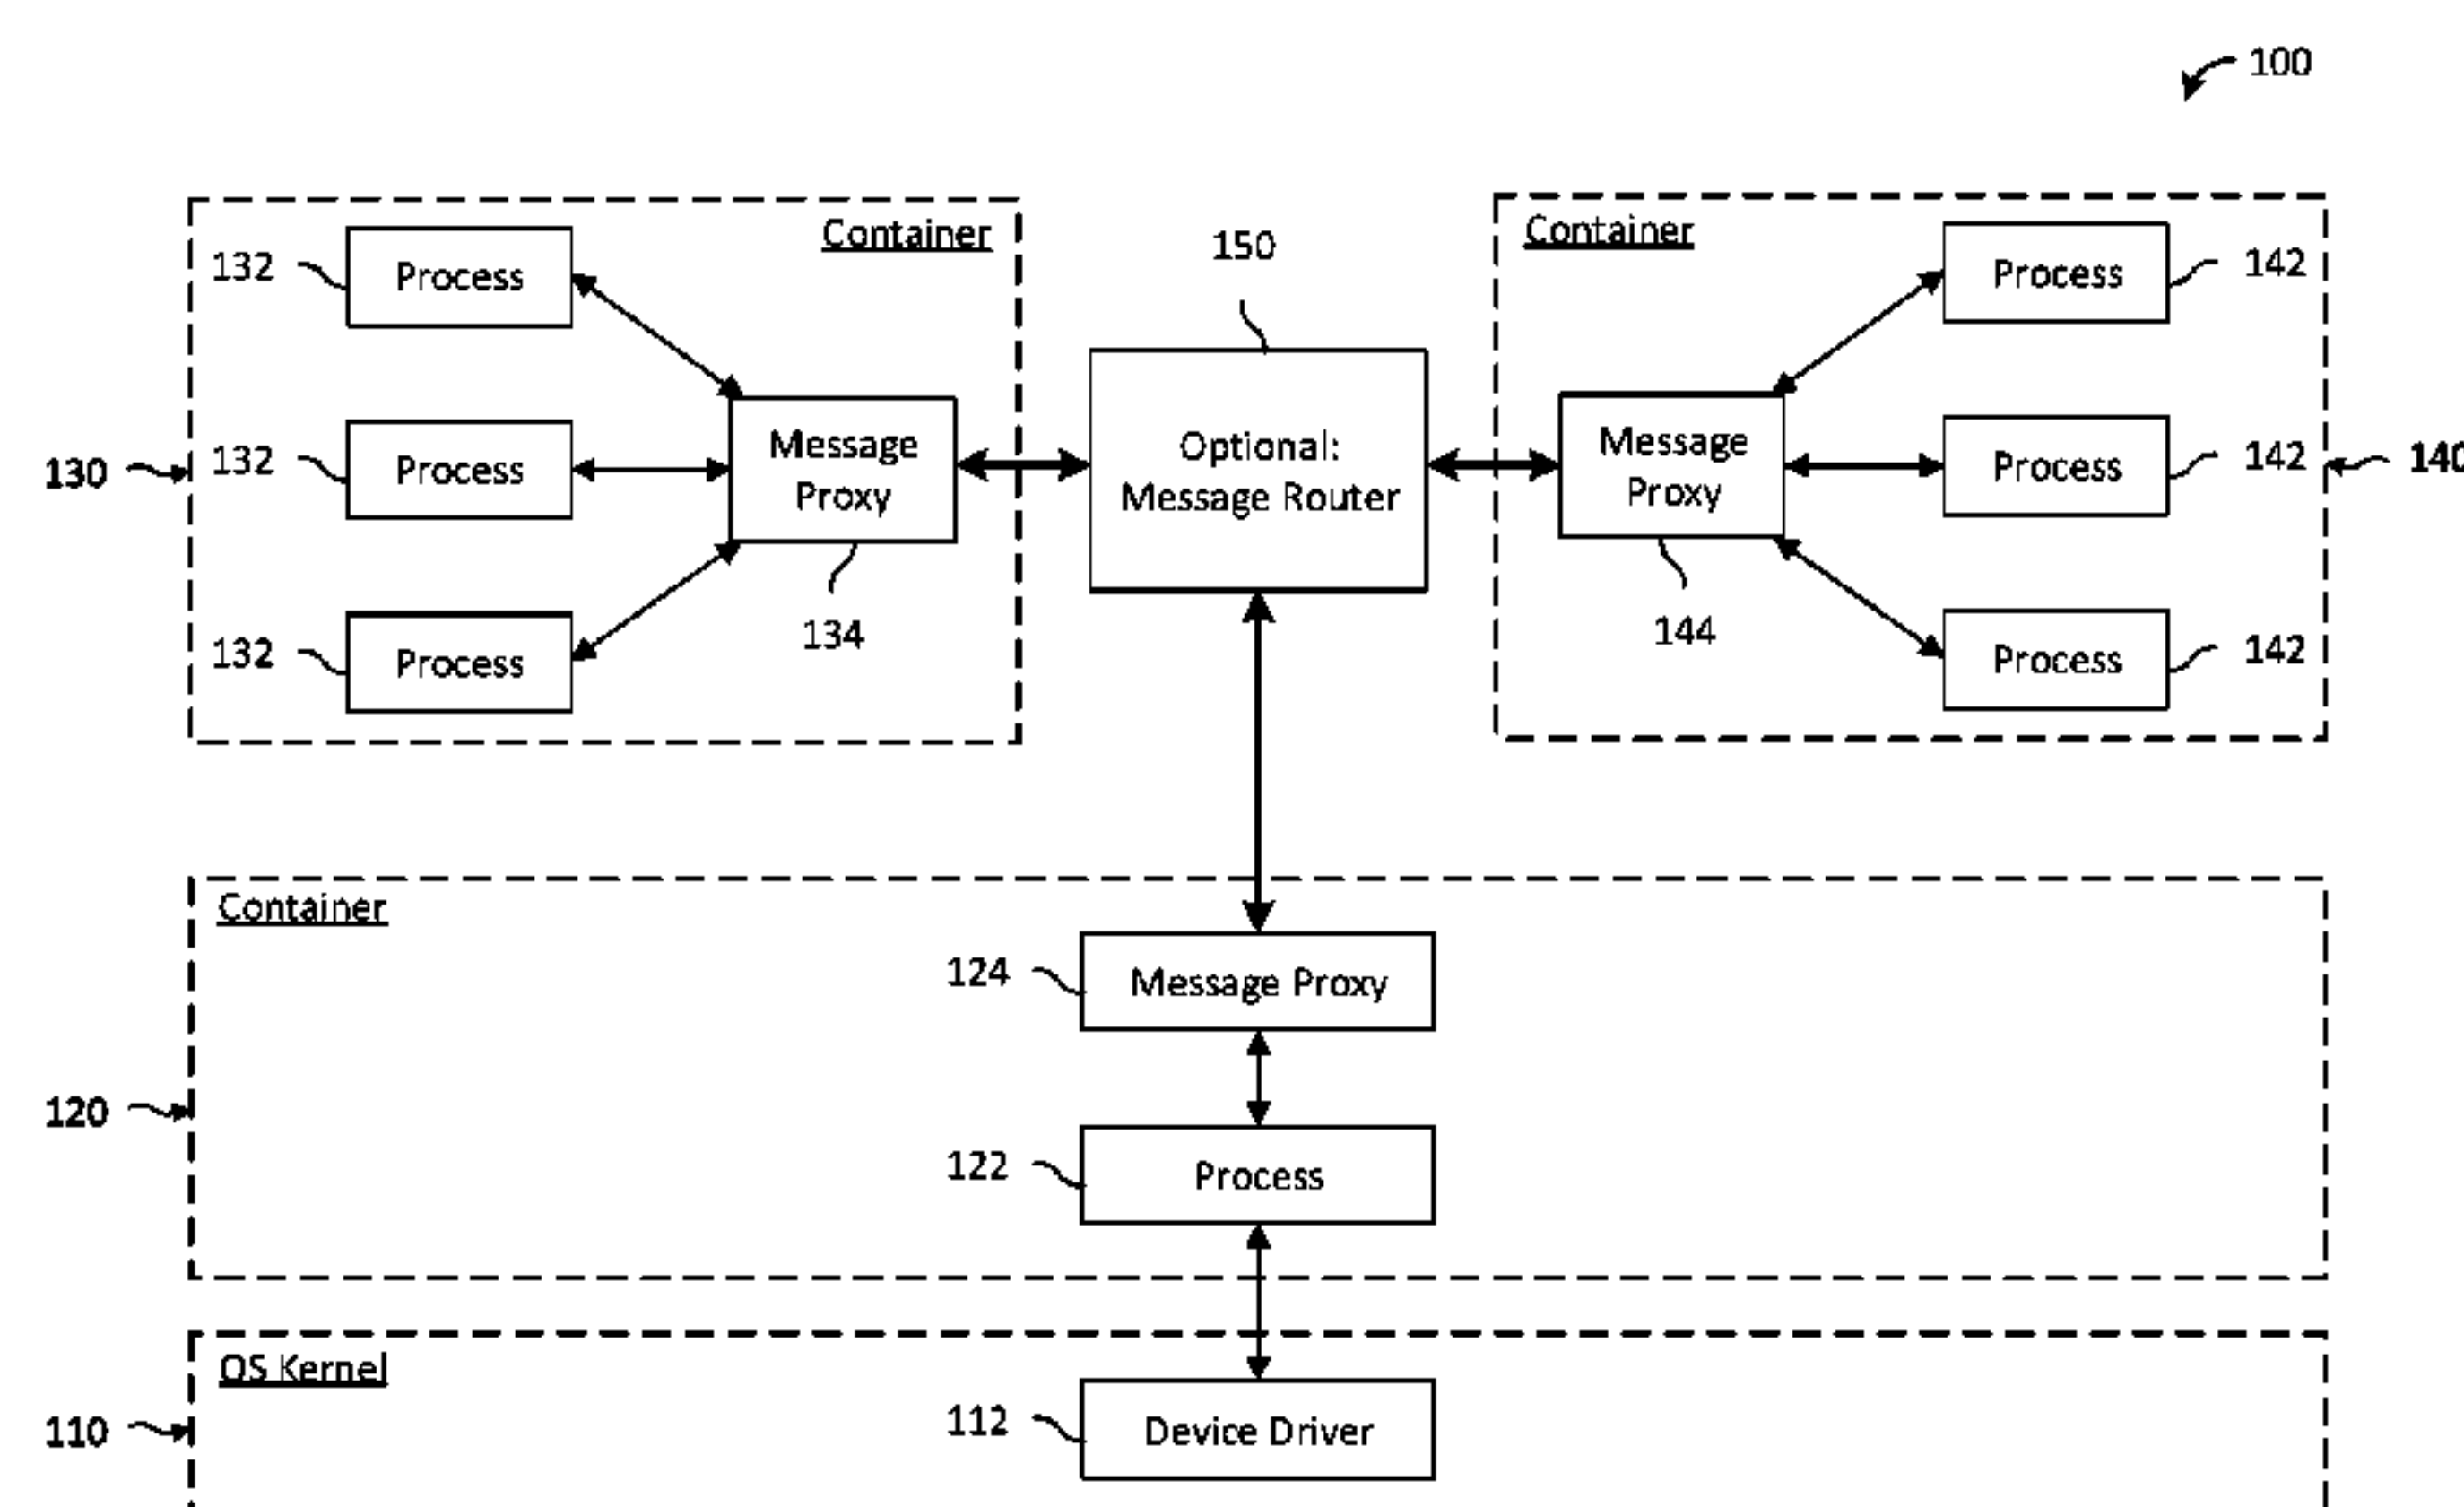 100
Container
150
Container
132
Process
Process
142
130
132
Process
Message
Proxy
Optional:
Message Router
Message
Proxy
Process
142
140
132
Process
134
144
Process
142
Container
124
Message Proxy
120
122
Process
OS Kernel
110
112
Device Driver